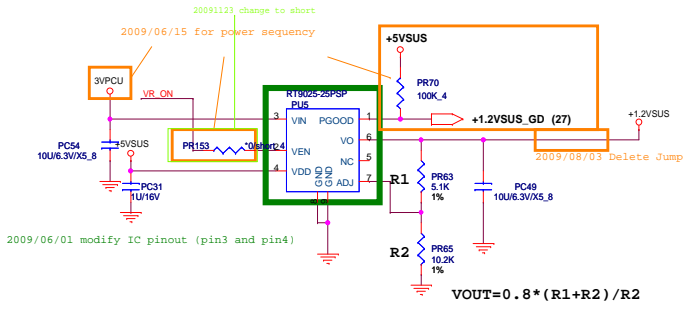 20091123 change to short
2009/06/15 for power sequency
+5VSUS
3VPCU
PR70
100K_4
VR_ON
RT9025-25PSP
PU5
+1.2VSUS_GD (27)
+1.2VSUS
3 VIN PGOOD 1
VO 6
PC54
10U/6.3V/X5_8
+5VSUS
PR153 *0/short_4 2 VEN
NC 5
2009/08/03 Delete Jump
4 VDD
ADJ 7
GND
GND
8
9
PC31
1U/16V
R1
PR63
5.1K
1%
PC49
10U/6.3V/X5_8
2009/06/01 modify IC pinout (pin3 and pin4)
R2
PR65
10.2K
1%
VOUT=0.8*(R1+R2)/R2